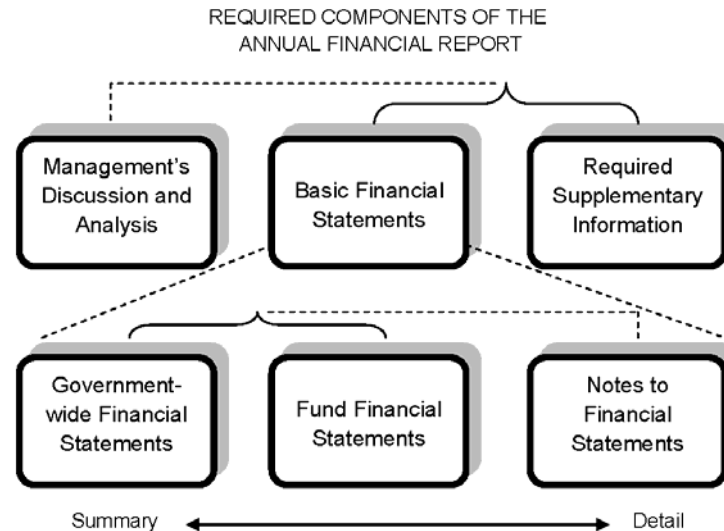 REQUIRED COMPONENTS OF THE
ANNUAL FINANCIAL REPORT
Management's
Discussion and
Analysis
Basic Financial
Statements
Required
Supplementary
Information
Government-
wide Financial
Statements
Fund Financial
Statements
Notes to
Financial
Statements
Summary
Detail